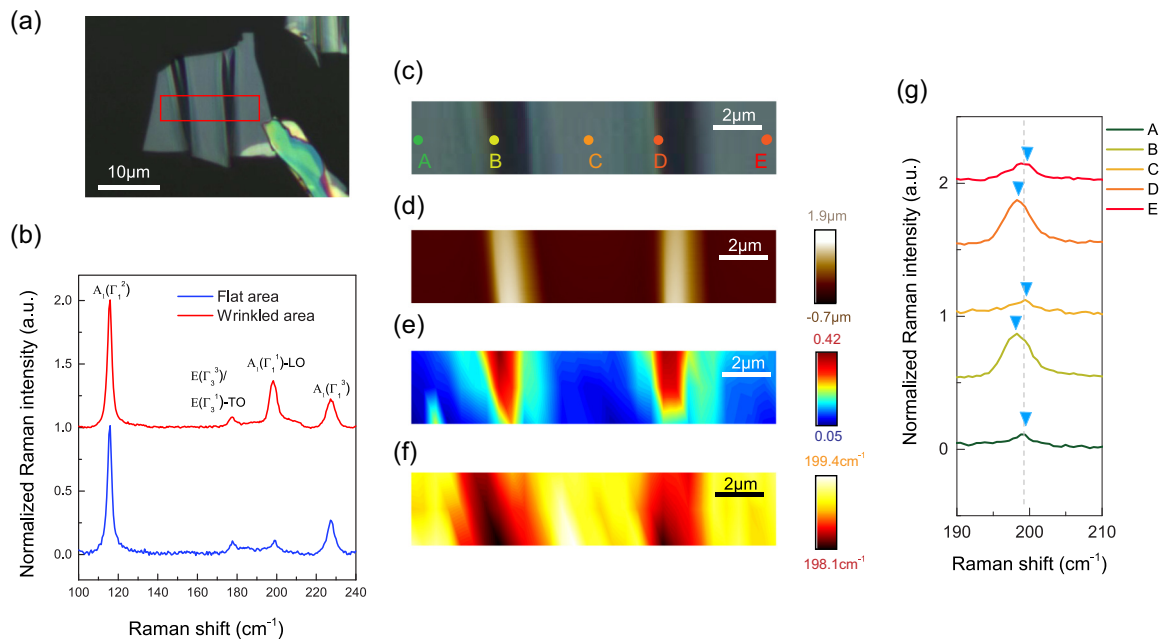 (a)
10μm
(b)
Normalized Raman intensity (a.u.)
2.0
1.5
1.0
0.5
0.0
A₁(Γ₁²)
Flat area
Wrinkled area
E(Γ₃³)/
E(Γ₃¹)-TO
A₁(Γ₁¹)-LO
A₁(Γ₁³)
100 120 140 160 180 200 220 240
Raman shift (cm⁻¹)
(c)
2μm
A B C D E
(d)
2μm
1.9μm
-0.7μm
(e)
2μm
0.42
0.05
(f)
2μm
199.4cm⁻¹
198.1cm⁻¹
(g)
Normalized Raman intensity (a.u.)
2
1
0
A
B
C
D
E
190 200 210
Raman shift (cm⁻¹)